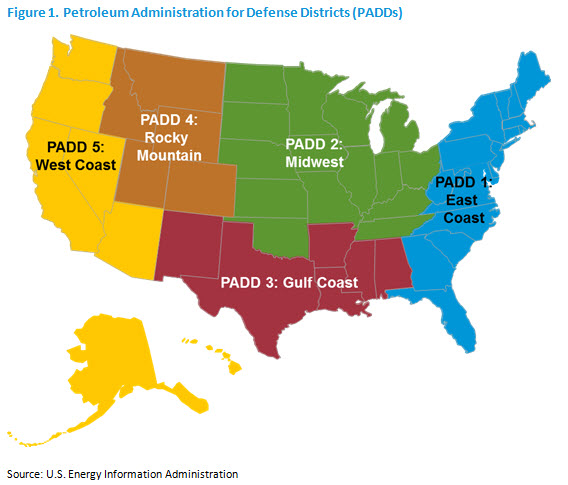 Figure 1. Petroleum Administration for Defense Districts (PADDs)
PADD 5:
West Coast
PADD 4:
Rocky
Mountain
PADD 2:
Midwest
PADD 1:
East
Coast
PADD 3: Gulf Coast
Source: U.S. Energy Information Administration